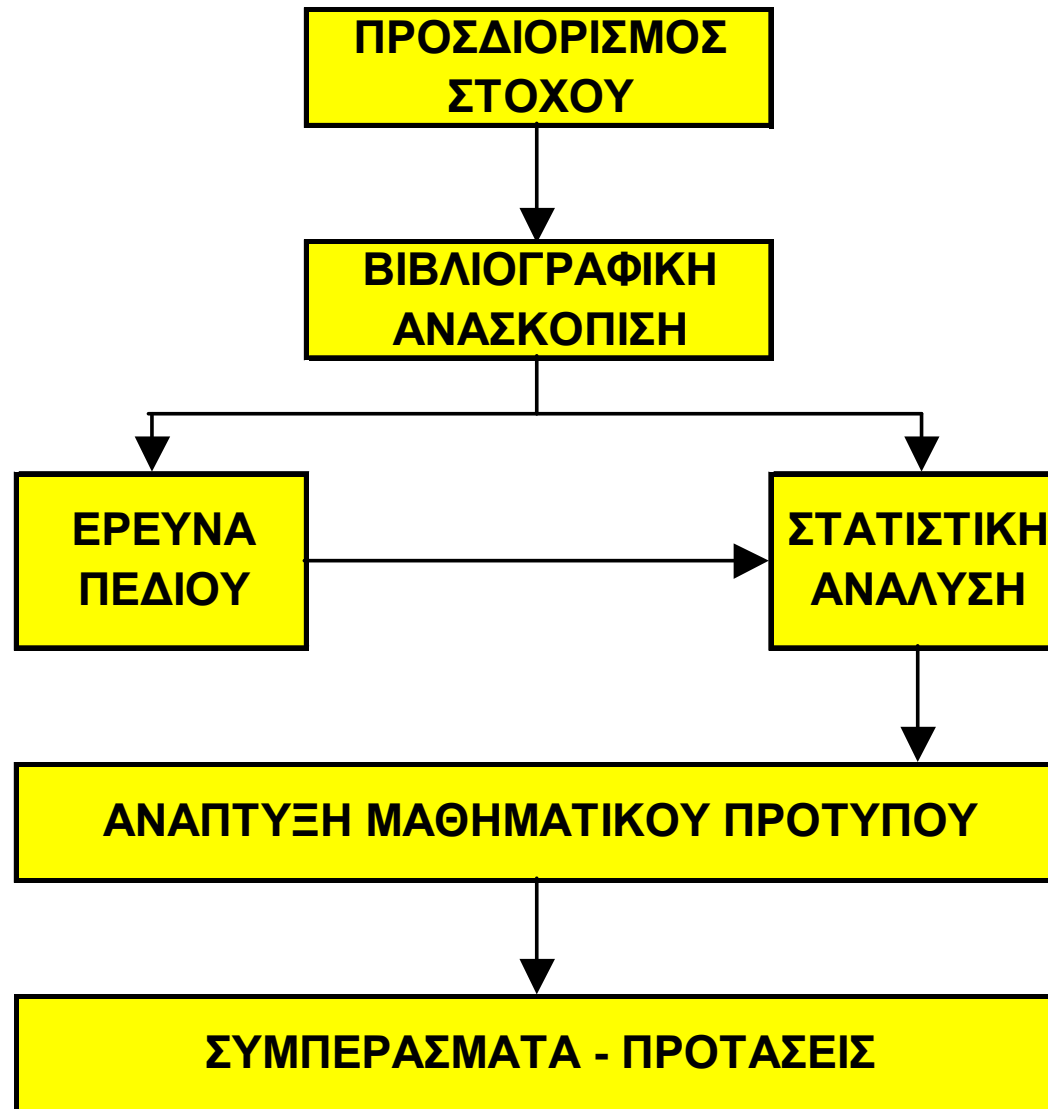 ΠΡΟΣΔΙΟΡΙΣΜΟΣ
ΣΤΟΧΟΥ
ΒΙΒΛΙΟΓΡΑΦΙΚΗ
ΑΝΑΣΚΟΠΙΣΗ
ΕΡΕΥΝΑ
ΠΕΔΙΟΥ
ΣΤΑΤΙΣΤΙΚΗ
ΑΝΑΛΥΣΗ
ΑΝΑΠΤΥΞΗ ΜΑΘΗΜΑΤΙΚΟΥ ΠΡΟΤΥΠΟΥ
ΣΥΜΠΕΡΑΣΜΑΤΑ - ΠΡΟΤΑΣΕΙΣ